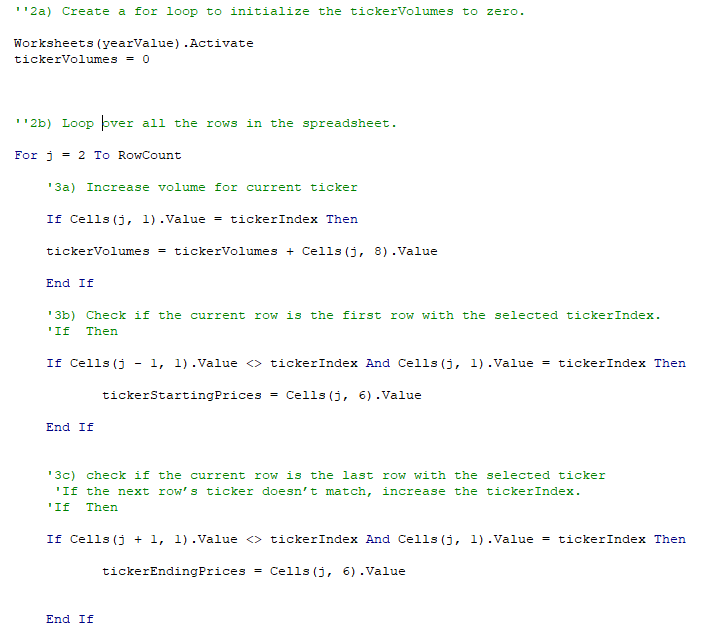 ''2a) Create a for loop to initialize the tickerVolumes to zero.
Worksheets(yearValue).Activate
tickerVolumes = 0
''2b) Loop over all the rows in the spreadsheet.
For j = 2 To RowCount
'3a) Increase volume for current ticker
If Cells(j, 1).Value = tickerIndex Then
tickerVolumes = tickerVolumes + Cells(j, 8).Value
End If
'3b) Check if the current row is the first row with the selected tickerIndex.
'If  Then
If Cells(j - 1, 1).Value <> tickerIndex And Cells(j, 1).Value = tickerIndex Then
tickerStartingPrices = Cells(j, 6).Value
End If
'3c) check if the current row is the last row with the selected ticker
'If the next row’s ticker doesn’t match, increase the tickerIndex.
'If  Then
If Cells(j + 1, 1).Value <> tickerIndex And Cells(j, 1).Value = tickerIndex Then
tickerEndingPrices = Cells(j, 6).Value
End If